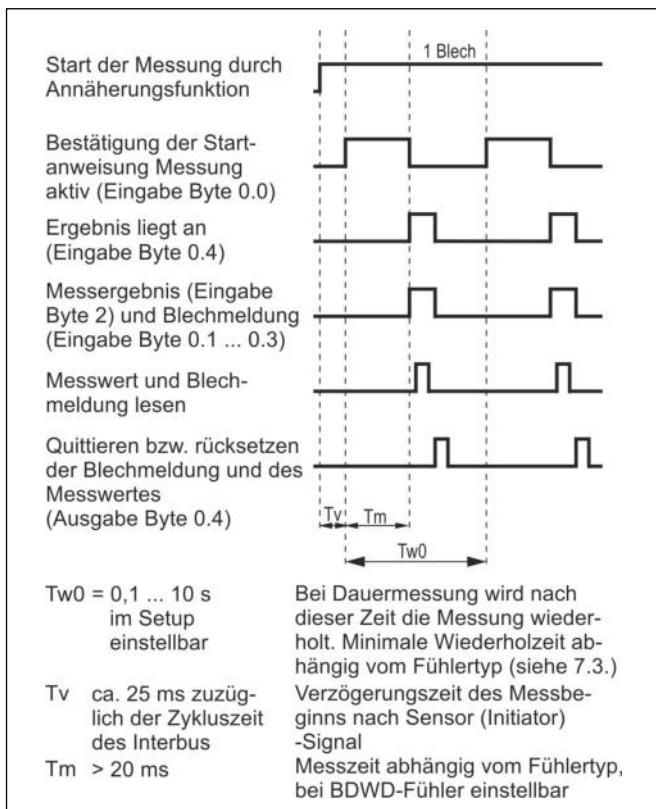 1 Blech
Start der Messung durch
Annäherungsfunktion
Bestätigung der Start-
anweisung Messung
aktiv (Eingabe Byte 0.0)
Ergebnis liegt an
(Eingabe Byte 0.4)
Messergebnis (Eingabe
Byte 2) und Blechmeldung
(Eingabe Byte 0.1 ... 0.3)
Messwert und Blech-
meldung lesen
Quittieren bzw. rücksetzen
der Blechmeldung und des
Messwertes
(Ausgabe Byte 0.4)
Tv Tm
Tw0
Tw0 = 0,1 ... 10 s
im Setup
einstellbar
Bei Dauermessung wird nach
dieser Zeit die Messung wieder-
holt. Minimale Wiederholzeit ab-
hängig vom Fühlertyp (siehe 7.3.)
Tv ca. 25 ms zuzüg-
lich der Zykluszeit
des Interbus
Verzögerungszeit des Messbe-
ginns nach Sensor (Initiator)
-Signal
Tm > 20 ms
Messzeit abhängig vom Fühlertyp,
bei BDWD-Fühler einstellbar